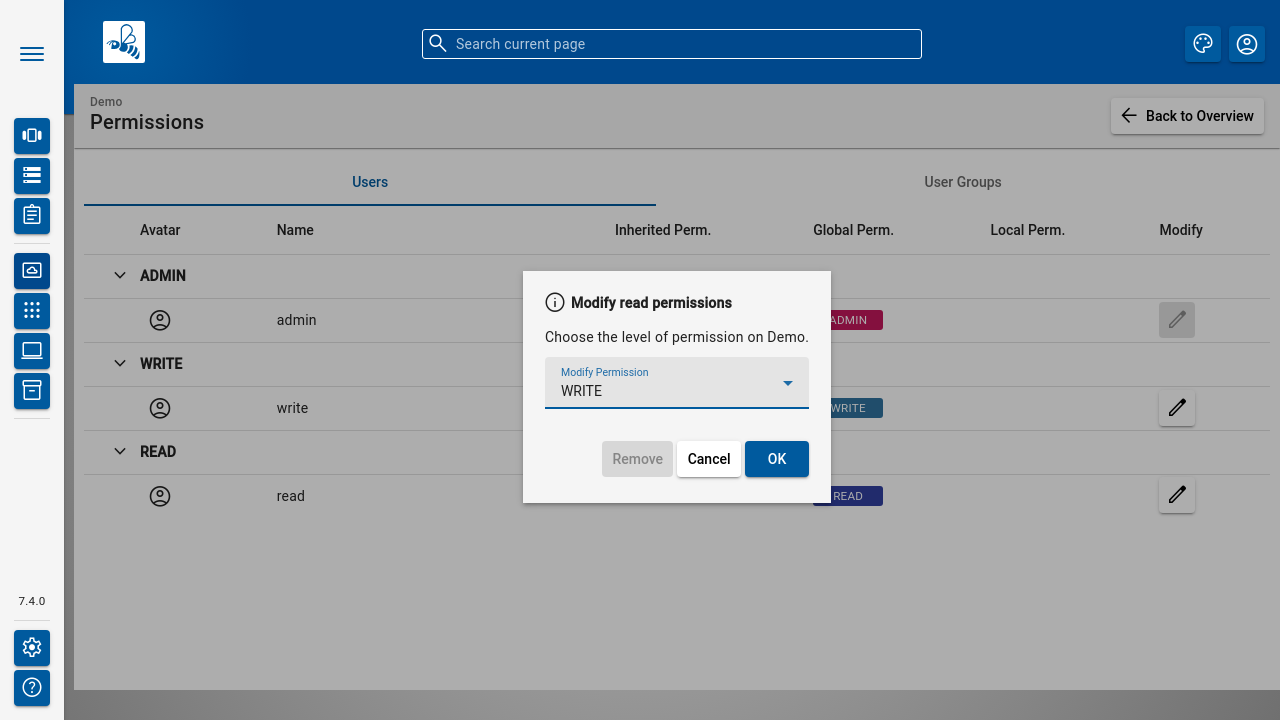 Search current page
Demo
Permissions
Back to Overview
Users
User Groups
Avatar
Name
Inherited Perm.
Global Perm.
Local Perm.
Modify
ADMIN
admin
ADMIN
WRITE
write
WRITE
READ
read
READ
Modify read permissions
Choose the level of permission on Demo.
Modify Permission
WRITE
Remove
Cancel
OK
7.4.0